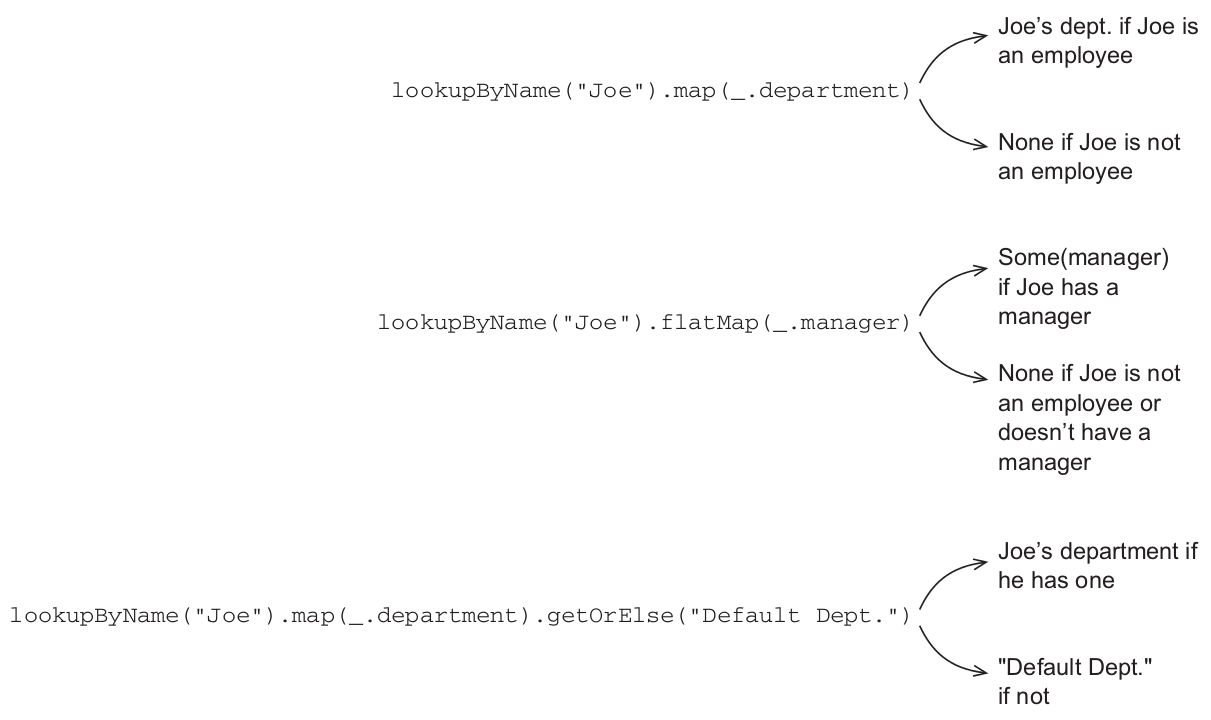 Joe’s dept. if Joe is
an employee
lookupByName("Joe").map(_.department)
None if Joe is not
an employee
Some(manager)
if Joe has a
manager
lookupByName("Joe").flatMap(_.manager)
None if Joe is not
an employee or
doesn’t have a
manager
Joe’s department if
he has one
lookupByName("Joe").map(_.department).getOrElse("Default Dept.")
"Default Dept."
if not